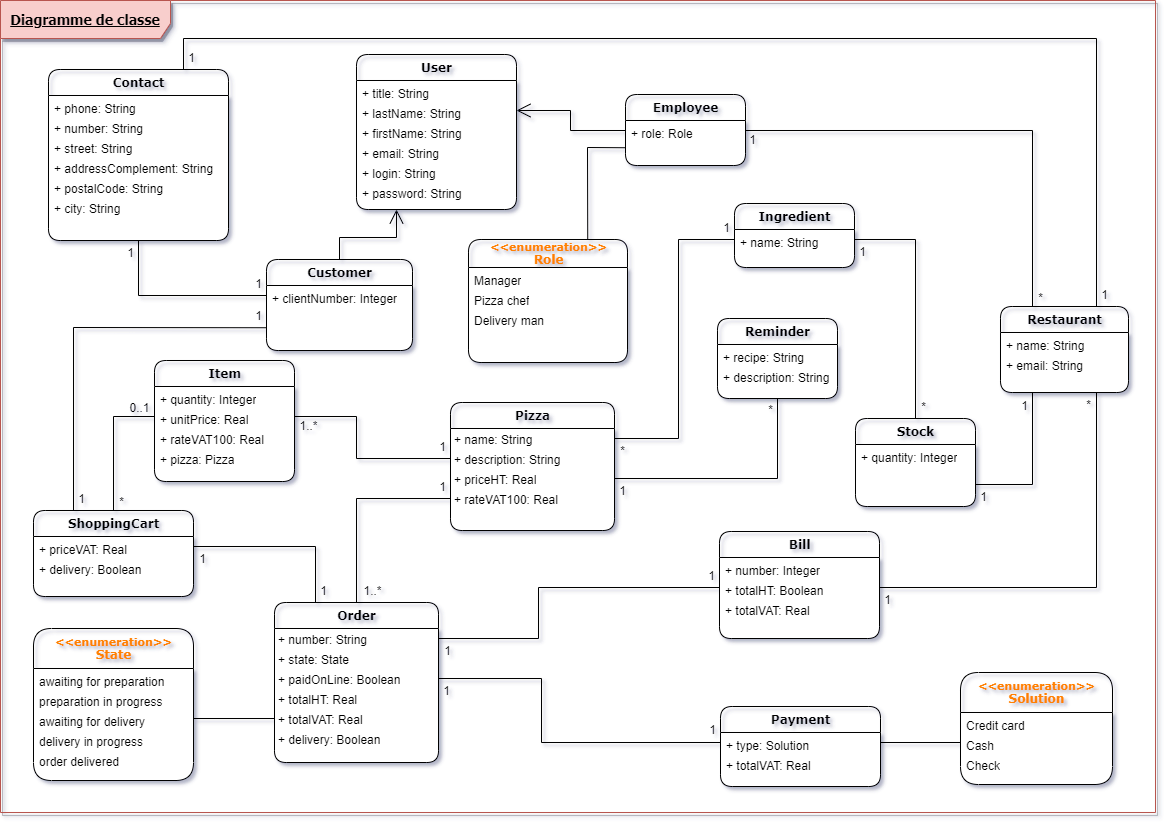 Diagramme de classe
1
Contact
+ phone: String
+ number: String
+ street: String
+ addressComplement: String
+ postalCode: String
+ city: String
User
+ title: String
+ lastName: String
+ firstName: String
+ email: String
+ login: String
+ password: String
Employee
+ role: Role
1
1
1
1
Customer
+ clientNumber: Integer
<<enumeration>>
Role
Manager
Pizza chef
Delivery man
1
Ingredient
+ name: String
1
*
1
Restaurant
+ name: String
+ email: String
1
*
Reminder
+ recipe: String
+ description: String
*
Item
+ quantity: Integer
+ unitPrice: Real
+ rateVAT100: Real
+ pizza: Pizza
0..1
1..*
1
*
1
Pizza
+ name: String
+ description: String
+ priceHT: Real
+ rateVAT100: Real
1
*
1
*
Stock
+ quantity: Integer
1
ShoppingCart
+ priceVAT: Real
+ delivery: Boolean
1
1
1..*
1
Bill
+ number: Integer
+ totalHT: Boolean
+ totalVAT: Real
1
Order
+ number: String
+ state: State
+ paidOnLine: Boolean
+ totalHT: Real
+ totalVAT: Real
+ delivery: Boolean
1
1
<<enumeration>>
State
awaiting for preparation
preparation in progress
awaiting for delivery
delivery in progress
order delivered
1
Payment
+ type: Solution
+ totalVAT: Real
<<enumeration>>
Solution
Credit card
Cash
Check